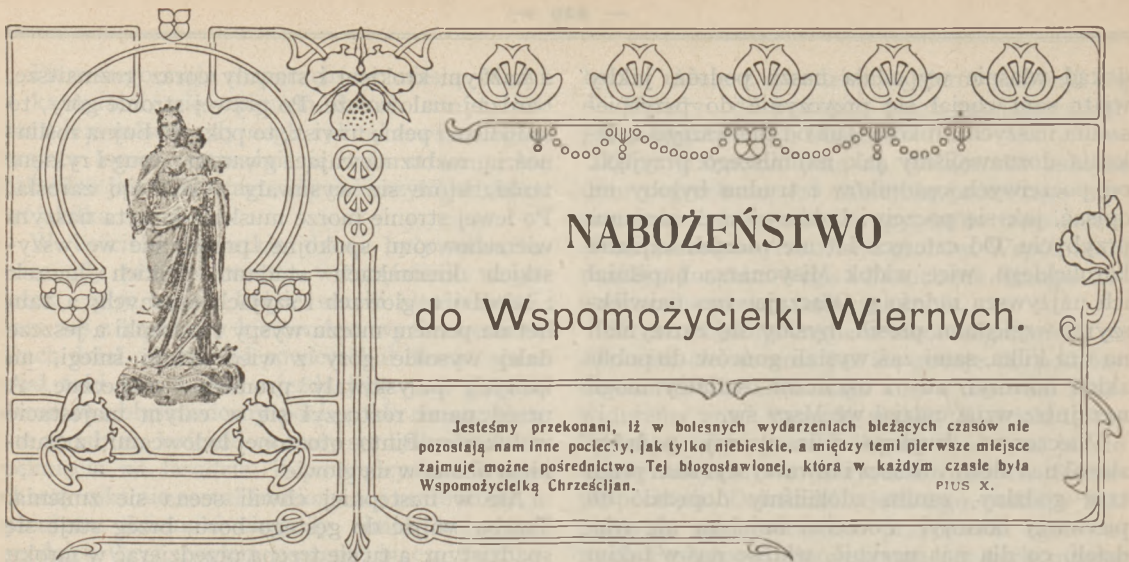 NABOŻEŃSTWO
do Wspomożycielki Wiernych.
Jesteśmy przekonani, iż w bolesnych wydarzeniach bieżących czasów nie
pozostają nam inne pociechy, jak tylko niebieskie, a między temi pierwsze miejsce
zajmuje możne pośrednictwo Tej błogosławionej, która w każdym czasie była
Wspomożycielką Chrześcijan. PIUS X.